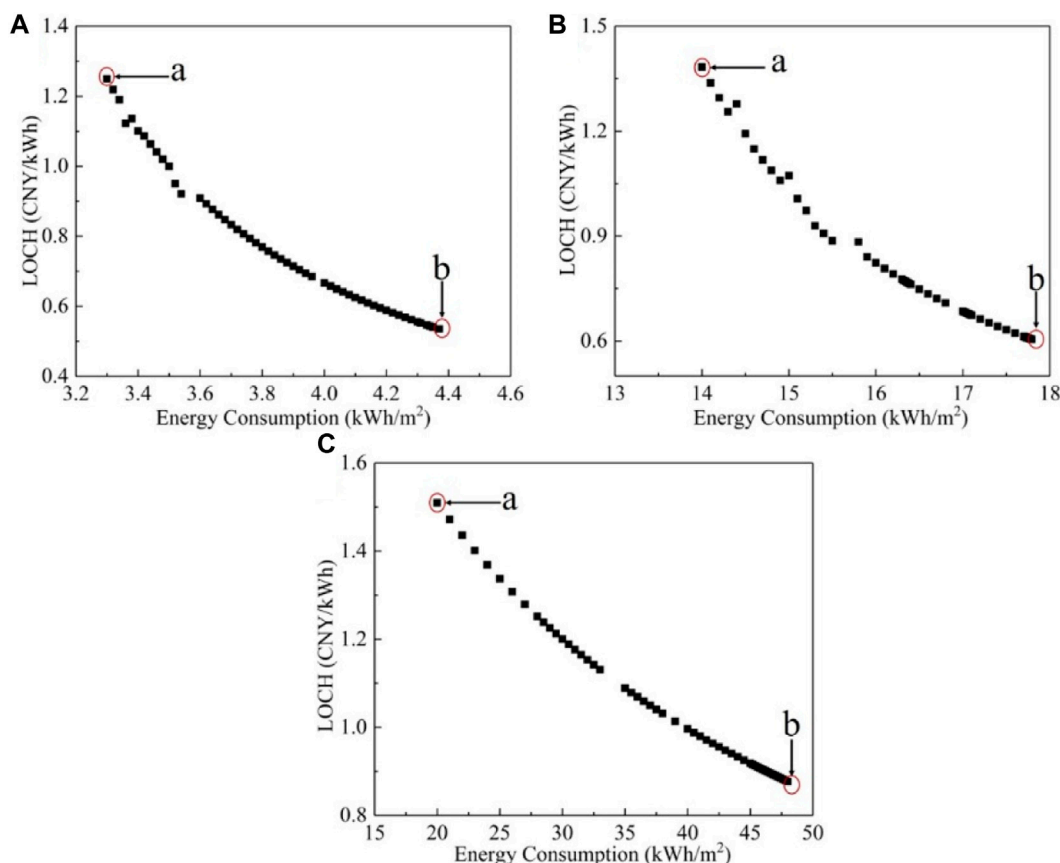 A
1.4
1.2
1.0
0.8
0.6
0.4
LOCH (CNY/kWh)
a
b
3.2 3.4 3.6 3.8 4.0 4.2 4.4 4.6
Energy Consumption (kWh/m²)
B
1.5
1.2
0.9
0.6
LOCH (CNY/kWh)
a
b
13 14 15 16 17 18
Energy Consumption (kWh/m²)
C
1.6
1.4
1.2
1.0
0.8
LOCH (CNY/kWh)
a
b
15 20 25 30 35 40 45 50
Energy Consumption (kWh/m²)